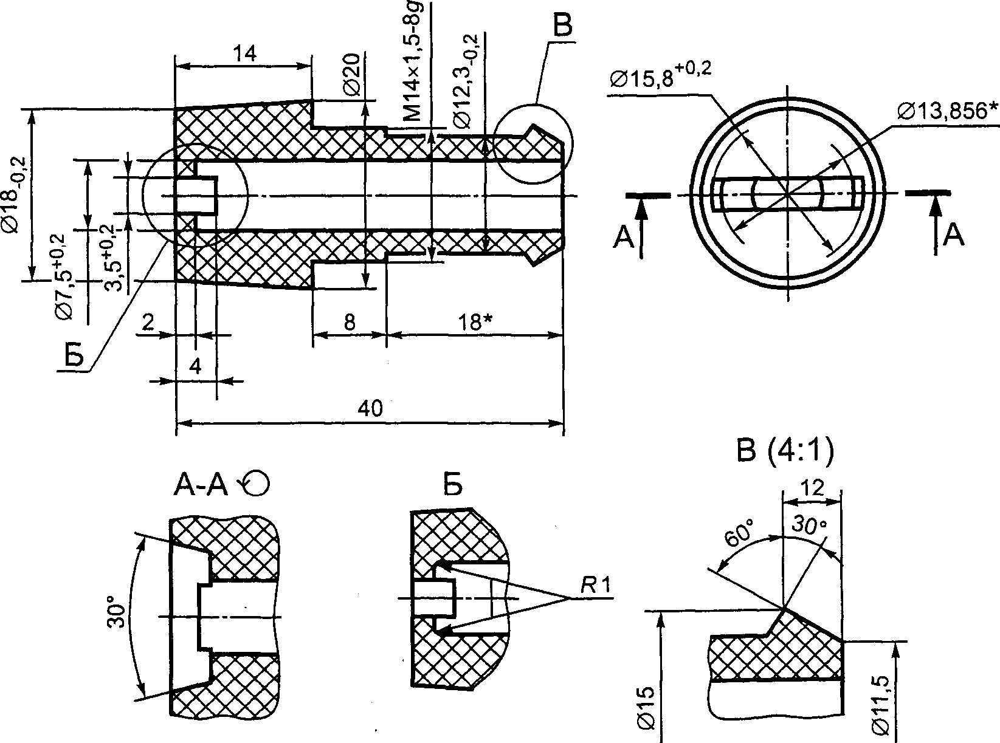 В
14
Ø20
М14×1,5-8g
Ø12,3-0,2
Ø15,8+0,2
Ø13,856*
Ø18-0,2
Ø7,5+0,2
3,5+0,2
А
А
2
8
18*
Б
4
40
В (4:1)
А-А
Б
12
60°
30°
30°
R1
Ø15
Ø11,5